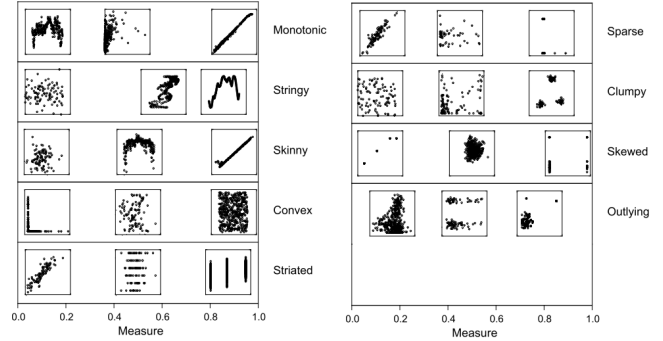 Monotonic
Stringy
Skinny
Convex
Striated
0.0 0.2 0.4 0.6 0.8 1.0
Measure
Sparse
Clumpy
Skewed
Outlying
0.0 0.2 0.4 0.6 0.8 1.0
Measure